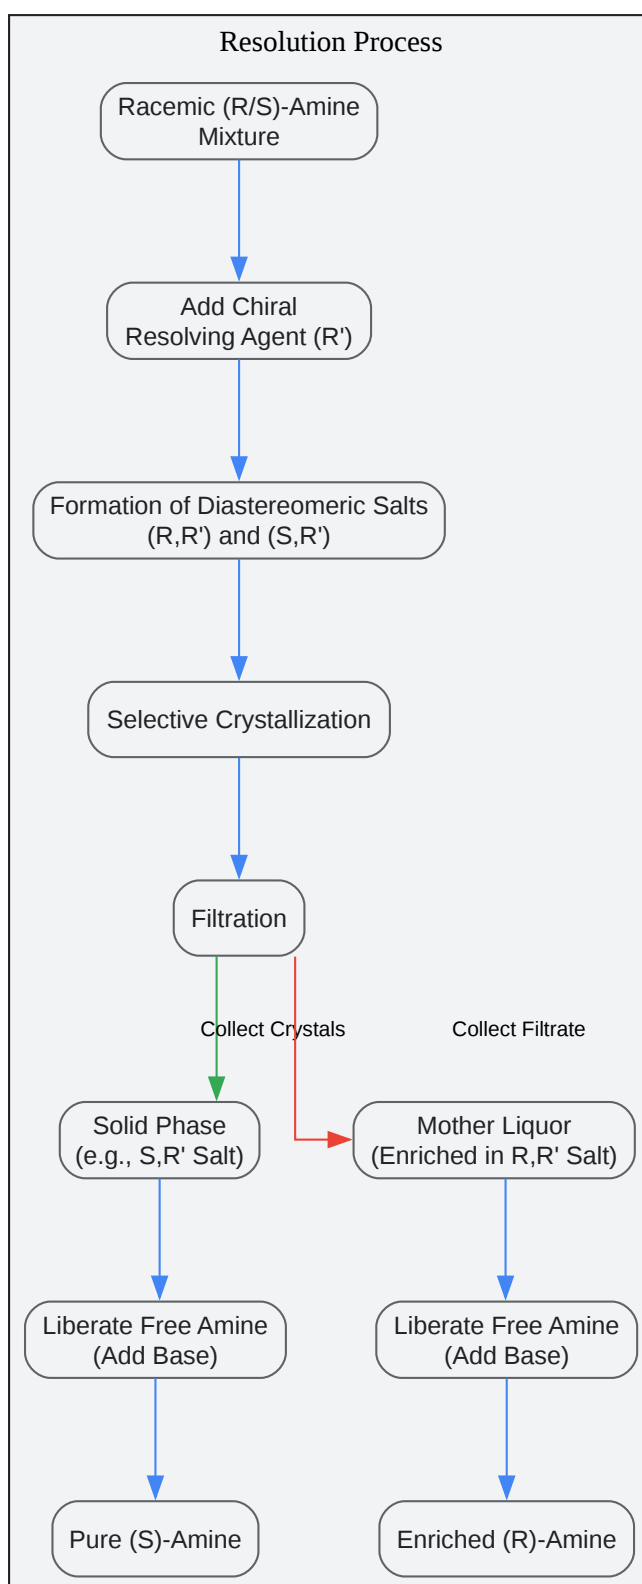 Resolution Process
Racemic (R/S)-Amine
Mixture
Add Chiral
Resolving Agent (R')
Formation of Diastereomeric Salts
(R,R') and (S,R')
Selective Crystallization
Filtration
Collect Crystals
Collect Filtrate
Solid Phase
(e.g., S,R' Salt)
Mother Liquor
(Enriched in R,R' Salt)
Liberate Free Amine
(Add Base)
Liberate Free Amine
(Add Base)
Pure (S)-Amine
Enriched (R)-Amine